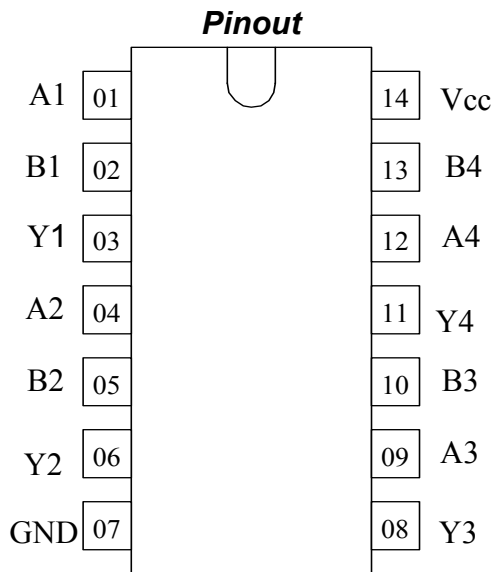 Pinout
A1 01 14 Vcc
B1 02 13 B4
Y1 03 12 A4
A2 04 11 Y4
B2 05 10 B3
Y2 06 09 A3
GND 07 08 Y3